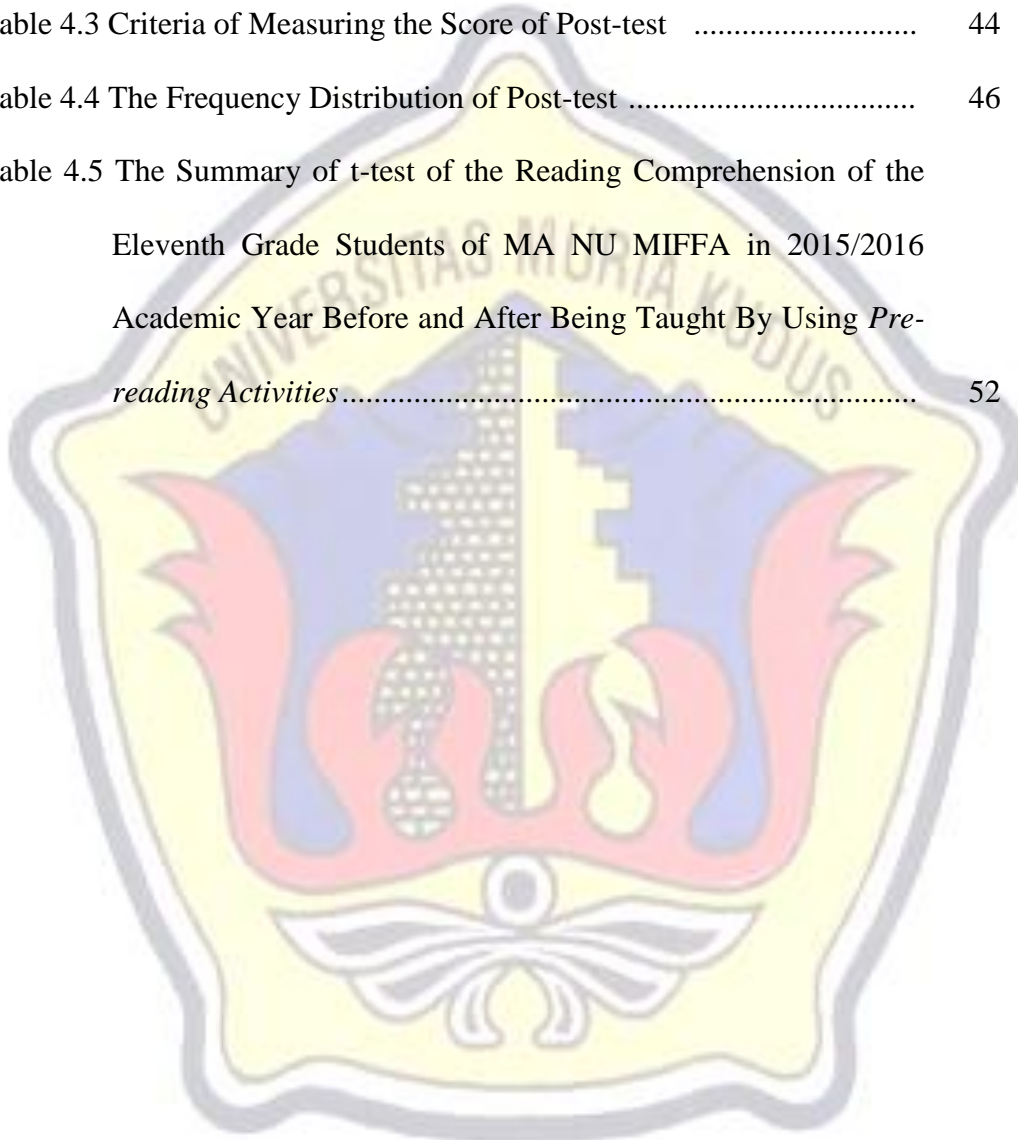 able 4.3 Criteria of Measuring the Score of Post-test ............................ 44
able 4.4 The Frequency Distribution of Post-test .................................... 46
able 4.5 The Summary of t-test of the Reading Comprehension of the
Eleventh Grade Students of MA NU MIFFA in 2015/2016
Academic Year Before and After Being Taught By Using Pre-
reading Activities ........................................................................ 52
UNIVERSITAS MURIA KUDUS